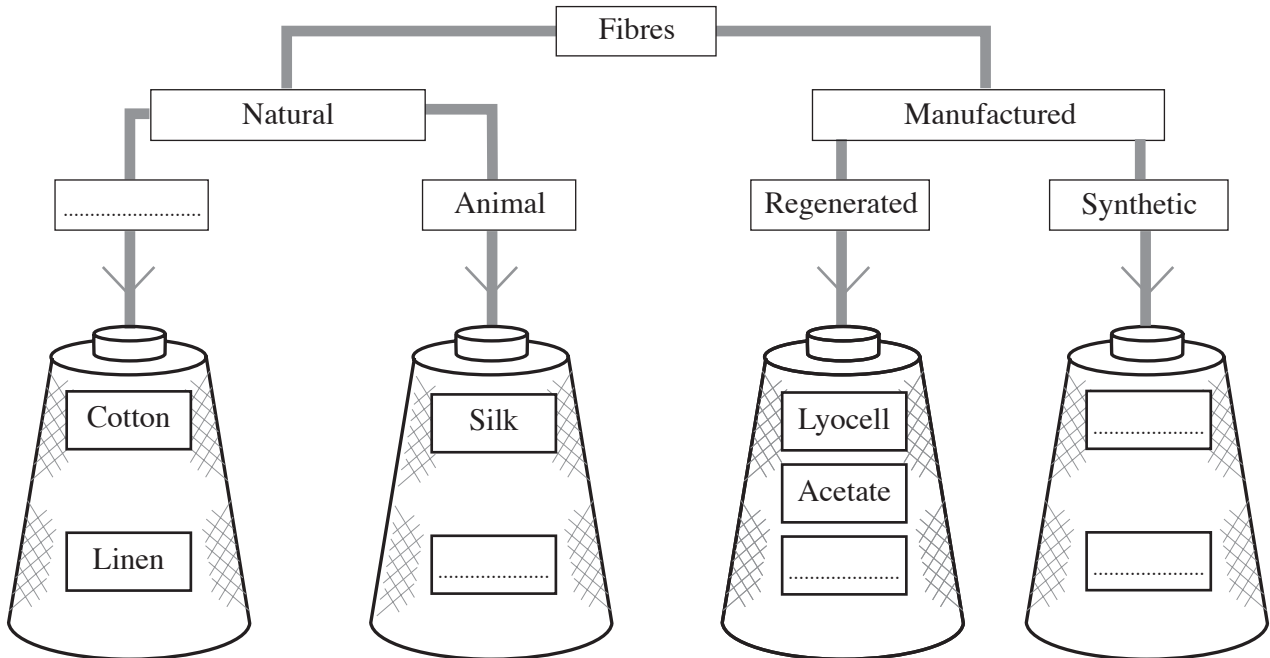 Fibres
Natural
Manufactured
..........................
Animal
Regenerated
Synthetic
Cotton
Silk
Lyocell
.....................
Acetate
Linen
.....................
.....................
.....................